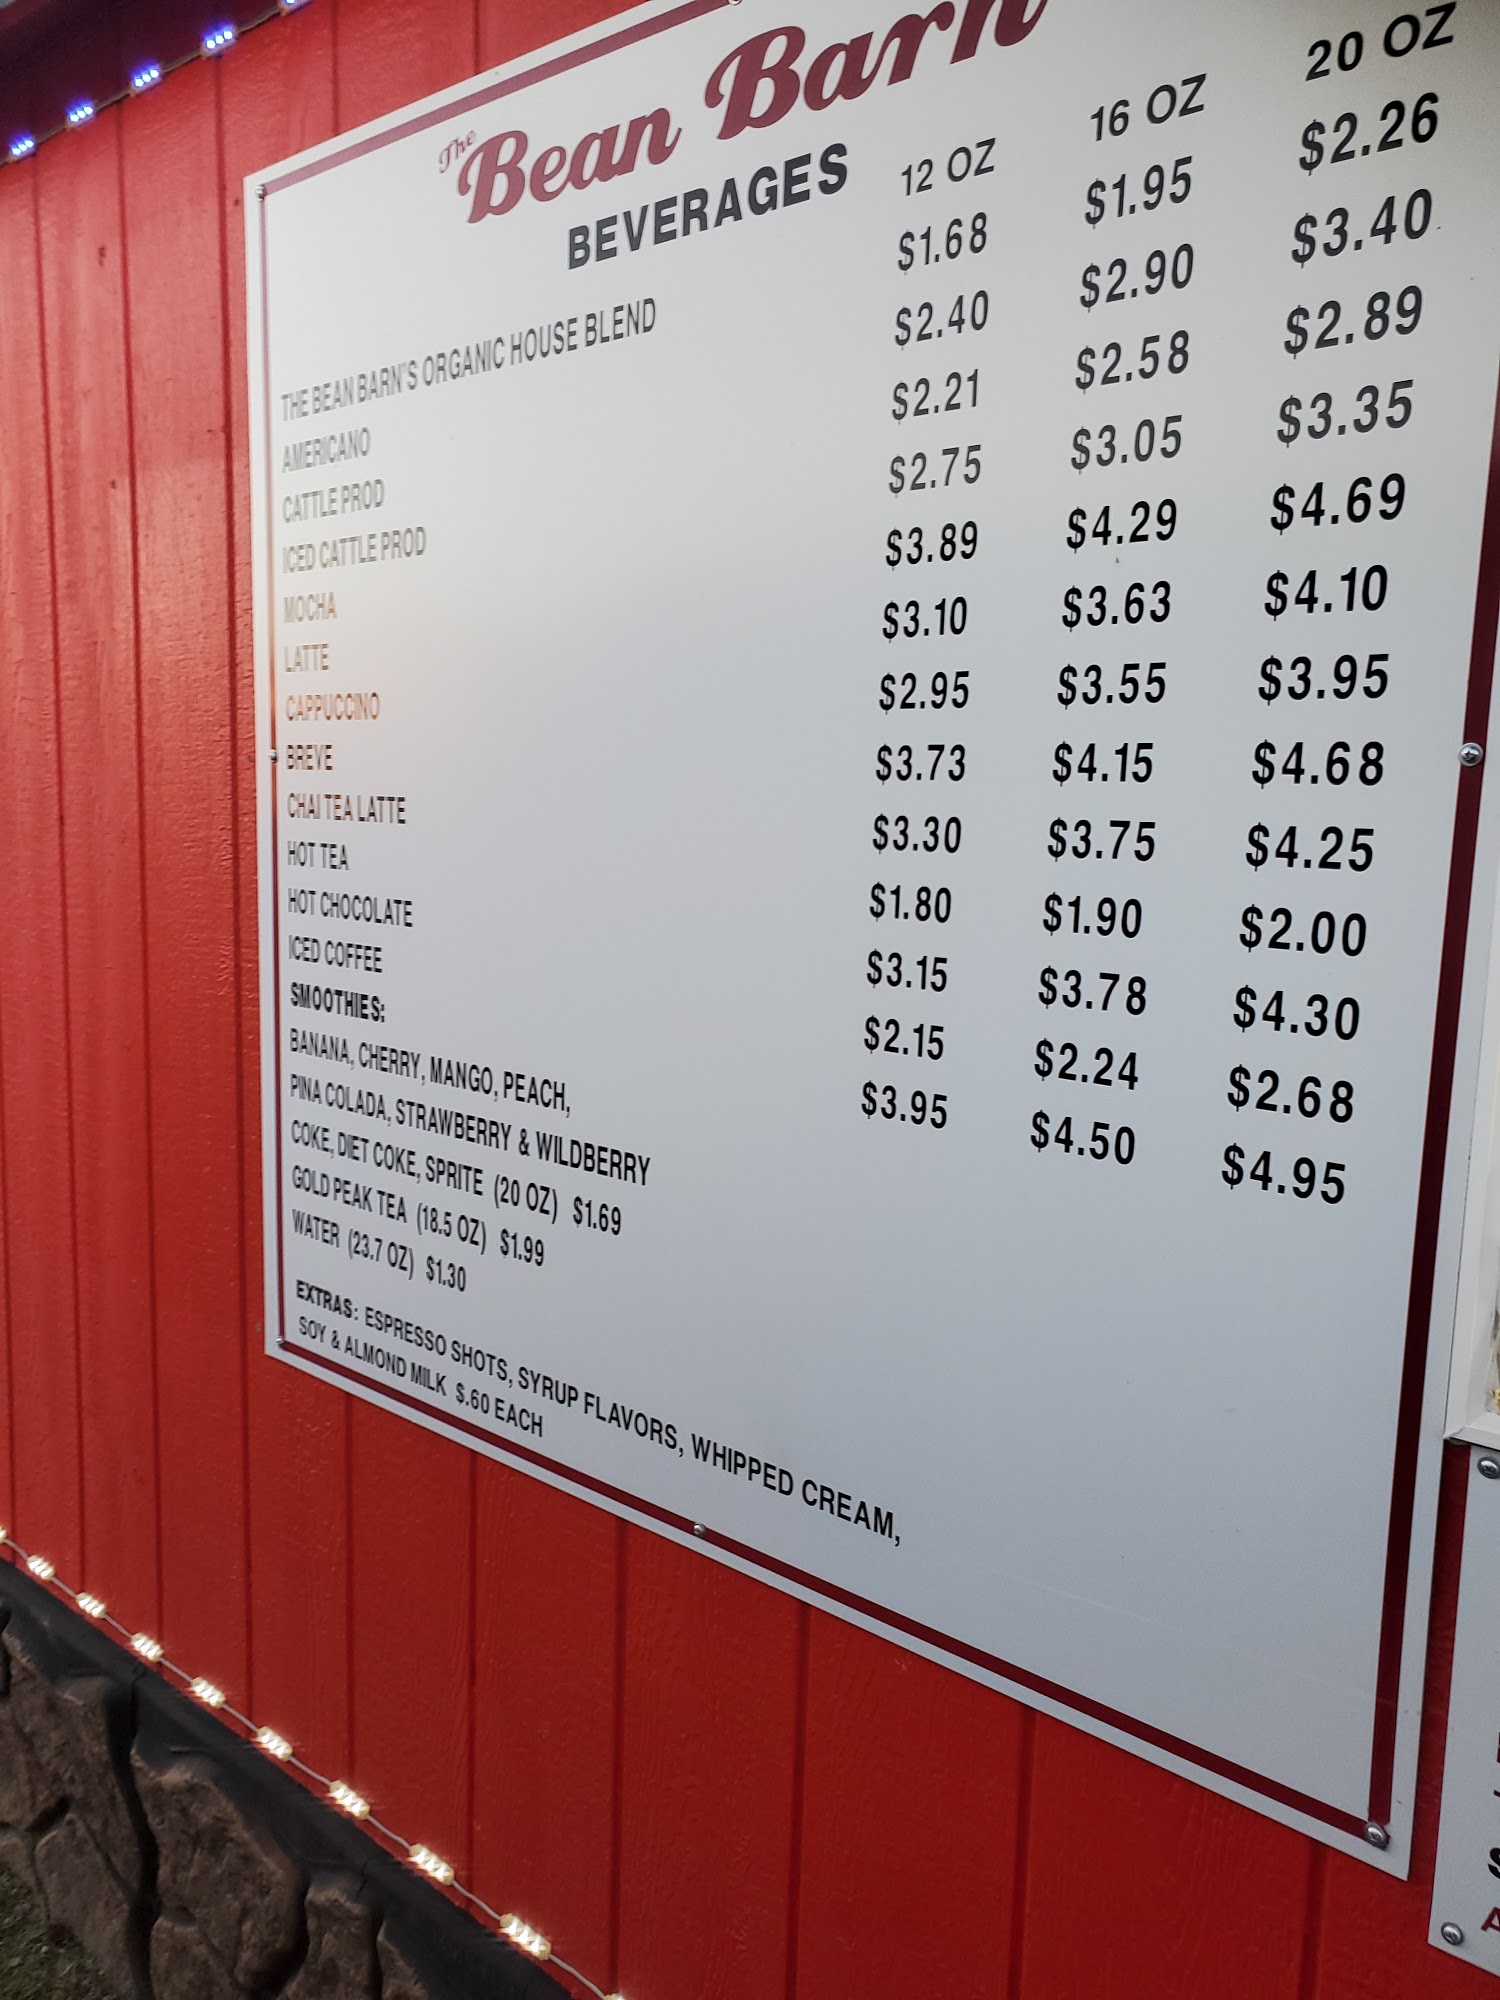 The Bean Barn
BEVERAGES 12 OZ 16 OZ 20 OZ
THE BEAN BARN'S ORGANIC HOUSE BLEND $1.68 $1.95 $2.26
AMERICANO $2.40 $2.90 $3.40
CATTLE PROD $2.21 $2.58 $2.89
ICED CATTLE PROD $2.75 $3.05 $3.35
MOCHA $3.89 $4.29 $4.69
LATTE $3.10 $3.63 $4.10
CAPPUCCINO $2.95 $3.55 $3.95
BREVE $3.73 $4.15 $4.68
CHAI TEA LATTE $3.30 $3.75 $4.25
HOT TEA $1.80 $1.90 $2.00
HOT CHOCOLATE $3.15 $3.78 $4.30
ICED COFFEE $2.15 $2.24 $2.68
SMOOTHIES: $3.95 $4.50 $4.95
BANANA, CHERRY, MANGO, PEACH,
PINA COLADA, STRAWBERRY & WILDBERRY
COKE, DIET COKE, SPRITE (20 OZ) $1.69
GOLD PEAK TEA (18.5 OZ) $1.99
WATER (23.7 OZ) $1.30
EXTRAS: ESPRESSO SHOTS, SYRUP FLAVORS, WHIPPED CREAM,
SOY & ALMOND MILK $.60 EACH